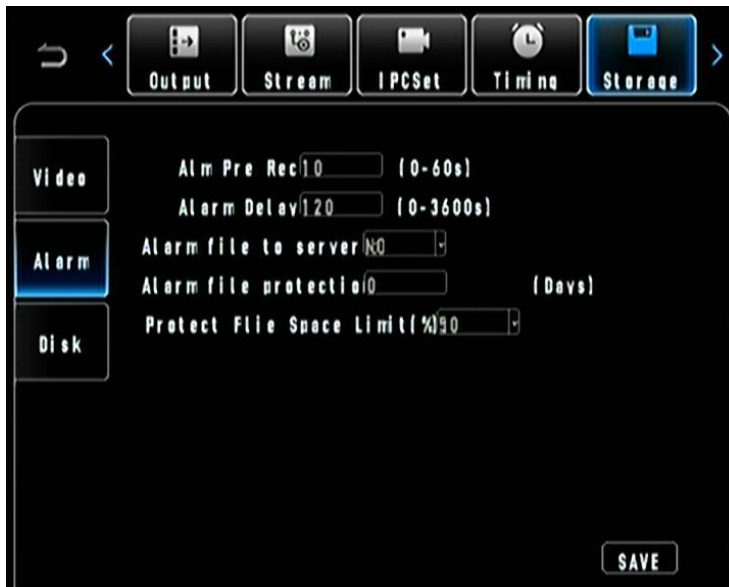 Output Stream IPCSet Timing Storage
Video
Alarm
Disk
Alm Pre Rec 10 (0-60s)
Alarm Delay 120 (0-3600s)
Alarm file to server NO
Alarm file protectio 0 (Days)
Protect Flie Space Limit(%) 90
SAVE